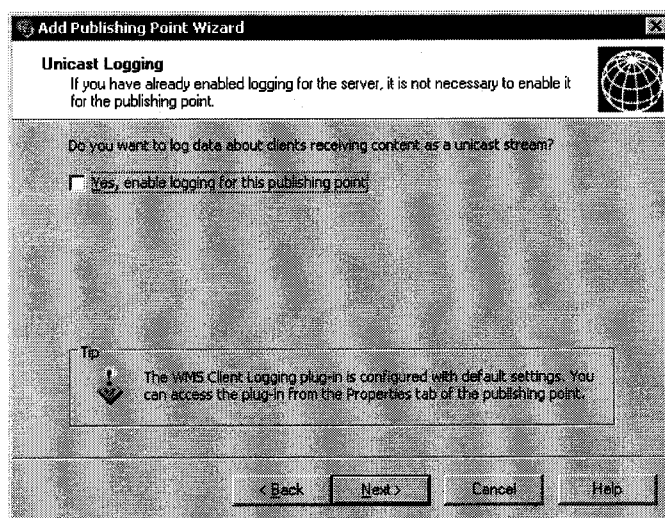 Add Publishing Point Wizard
Unicast Logging
If you have already enabled logging for the server, it is not necessary to enable it
for the publishing point.
Do you want to log data about clients receiving content as a unicast stream?
Yes, enable logging for this publishing point
Tip
The WMS Client Logging plug-in is configured with default settings. You
can access the plug-in from the Properties tab of the publishing point.
< Back
Next >
Cancel
Help